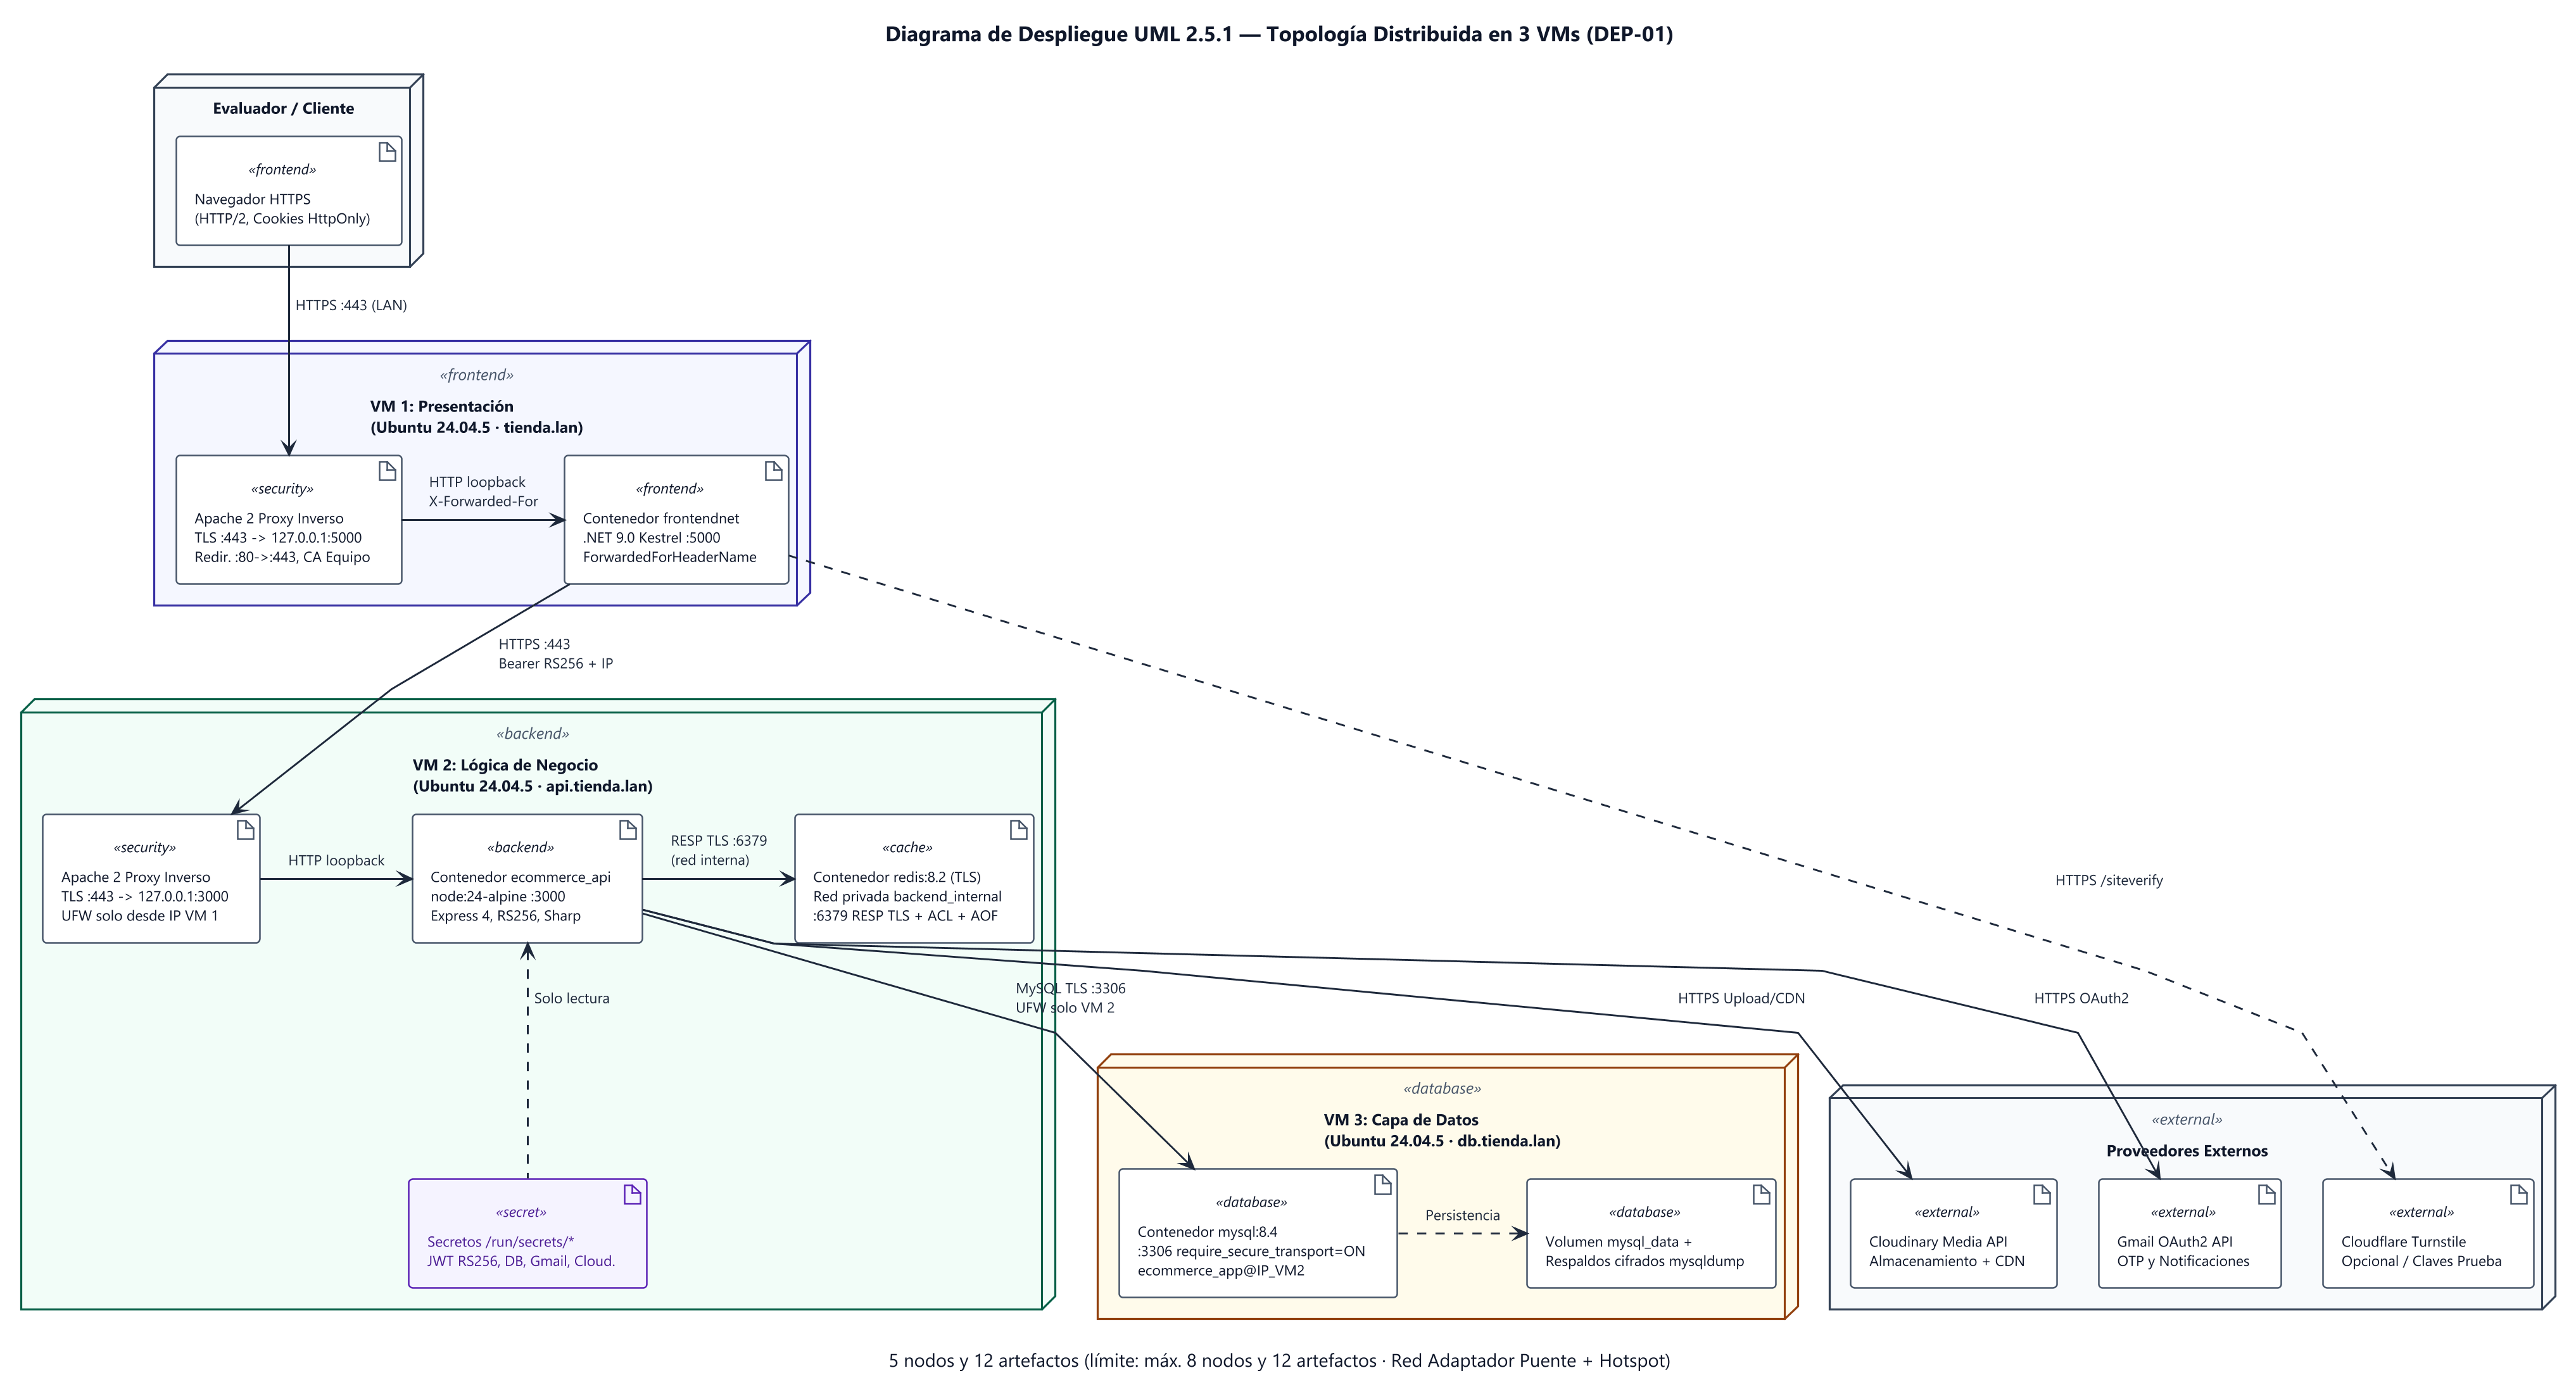 Diagrama de Despliegue UML 2.5.1 — Topología Distribuida en 3 VMs (DEP-01)
Evaluador / Cliente
«frontend»
Navegador HTTPS
(HTTP/2, Cookies HttpOnly)
HTTPS :443 (LAN)
«frontend»
VM 1: Presentación
(Ubuntu 24.04.5 · tienda.lan)
«security»
Apache 2 Proxy Inverso
TLS :443 -> 127.0.0.1:5000
Redir. :80->:443, CA Equipo
HTTP loopback
X-Forwarded-For
«frontend»
Contenedor frontendnet
.NET 9.0 Kestrel :5000
ForwardedForHeaderName
HTTPS :443
Bearer RS256 + IP
«backend»
VM 2: Lógica de Negocio
(Ubuntu 24.04.5 · api.tienda.lan)
«security»
Apache 2 Proxy Inverso
TLS :443 -> 127.0.0.1:3000
UFW solo desde IP VM 1
HTTP loopback
«backend»
Contenedor ecommerce_api
node:24-alpine :3000
Express 4, RS256, Sharp
RESP TLS :6379
(red interna)
«cache»
Contenedor redis:8.2 (TLS)
Red privada backend_internal
:6379 RESP TLS + ACL + AOF
HTTPS /siteverify
Solo lectura
MySQL TLS :3306
UFW solo VM 2
HTTPS Upload/CDN
HTTPS OAuth2
«secret»
Secretos /run/secrets/*
JWT RS256, DB, Gmail, Cloud.
«database»
VM 3: Capa de Datos
(Ubuntu 24.04.5 · db.tienda.lan)
«database»
Contenedor mysql:8.4
:3306 require_secure_transport=ON
ecommerce_app@IP_VM2
Persistencia
«database»
Volumen mysql_data +
Respaldos cifrados mysqldump
«external»
Proveedores Externos
«external»
Cloudinary Media API
Almacenamiento + CDN
«external»
Gmail OAuth2 API
OTP y Notificaciones
«external»
Cloudflare Turnstile
Opcional / Claves Prueba
5 nodos y 12 artefactos (límite: máx. 8 nodos y 12 artefactos · Red Adaptador Puente + Hotspot)